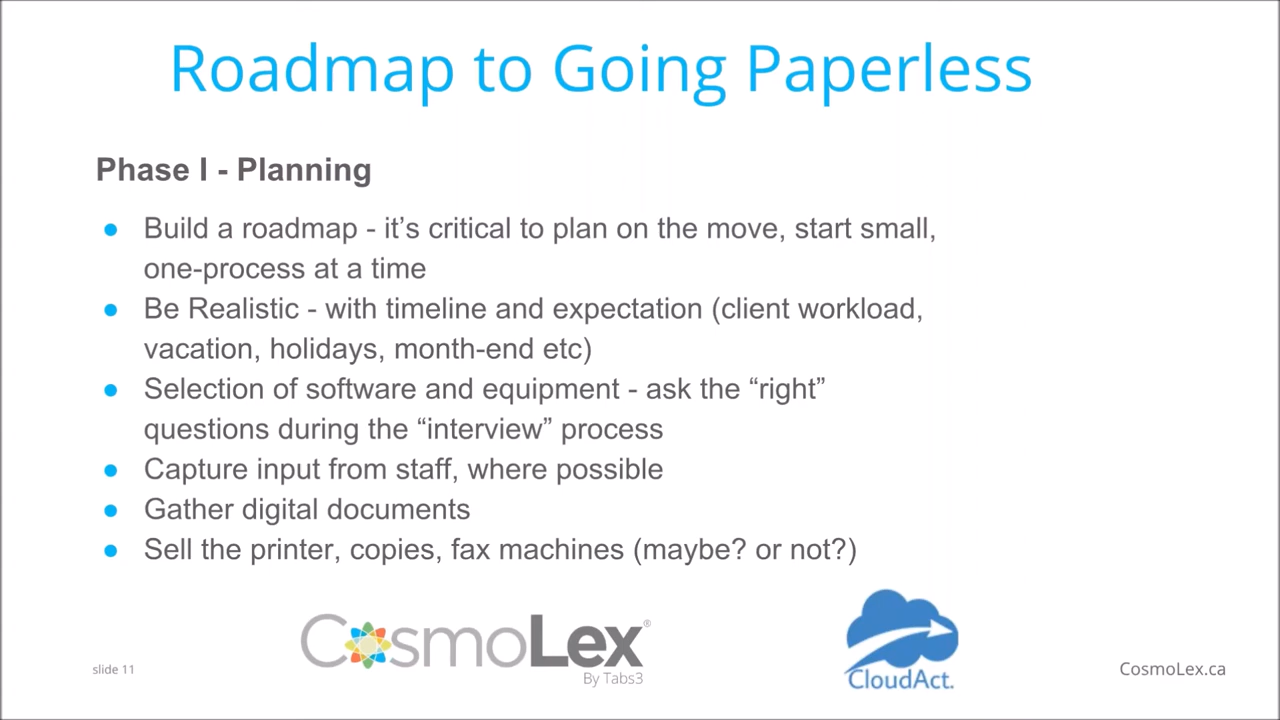 Roadmap to Going Paperless
Phase I - Planning
● Build a roadmap - it’s critical to plan on the move, start small,
one-process at a time
● Be Realistic - with timeline and expectation (client workload,
vacation, holidays, month-end etc)
● Selection of software and equipment - ask the “right”
questions during the “interview” process
● Capture input from staff, where possible
● Gather digital documents
● Sell the printer, copies, fax machines (maybe? or not?)
CosmoLex®
By Tabs3
CloudAct.
slide 11
CosmoLex.ca